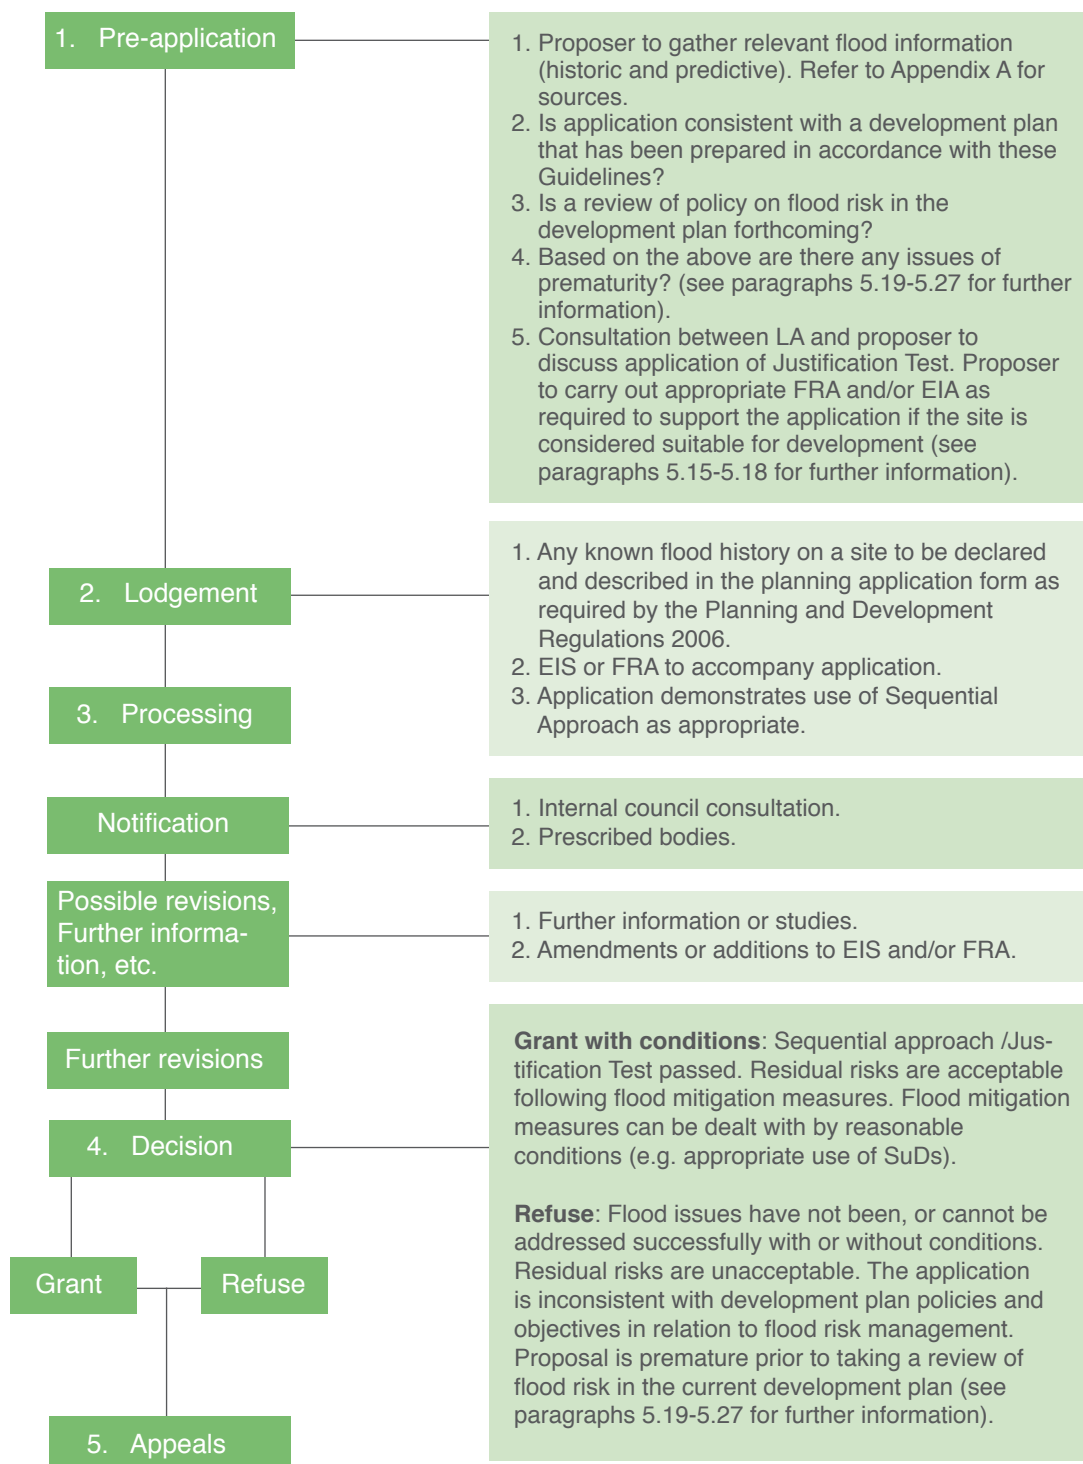 1. Pre-application
1. Proposer to gather relevant flood information
(historic and predictive). Refer to Appendix A for
sources.
2. Is application consistent with a development plan
that has been prepared in accordance with these
Guidelines?
3. Is a review of policy on flood risk in the
development plan forthcoming?
4. Based on the above are there any issues of
prematurity? (see paragraphs 5.19-5.27 for further
information).
5. Consultation between LA and proposer to
discuss application of Justification Test. Proposer
to carry out appropriate FRA and/or EIA as
required to support the application if the site is
considered suitable for development (see
paragraphs 5.15-5.18 for further information).
2. Lodgement
1. Any known flood history on a site to be declared
and described in the planning application form as
required by the Planning and Development
Regulations 2006.
2. EIS or FRA to accompany application.
3. Application demonstrates use of Sequential
Approach as appropriate.
3. Processing
Notification
1. Internal council consultation.
2. Prescribed bodies.
Possible revisions,
Further informa-
tion, etc.
1. Further information or studies.
2. Amendments or additions to EIS and/or FRA.
Further revisions
4. Decision
Grant with conditions: Sequential approach /Jus-
tification Test passed. Residual risks are acceptable
following flood mitigation measures. Flood mitigation
measures can be dealt with by reasonable
conditions (e.g. appropriate use of SuDs).
Refuse: Flood issues have not been, or cannot be
addressed successfully with or without conditions.
Residual risks are unacceptable. The application
is inconsistent with development plan policies and
objectives in relation to flood risk management.
Proposal is premature prior to taking a review of
flood risk in the current development plan (see
paragraphs 5.19-5.27 for further information).
Grant
Refuse
5. Appeals